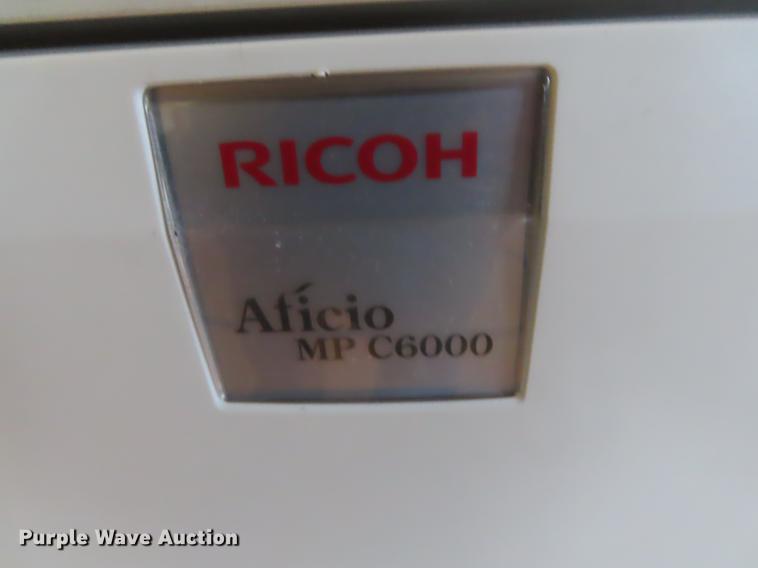 RICOH
Aficio
MP C6000
Purple Wave Auction